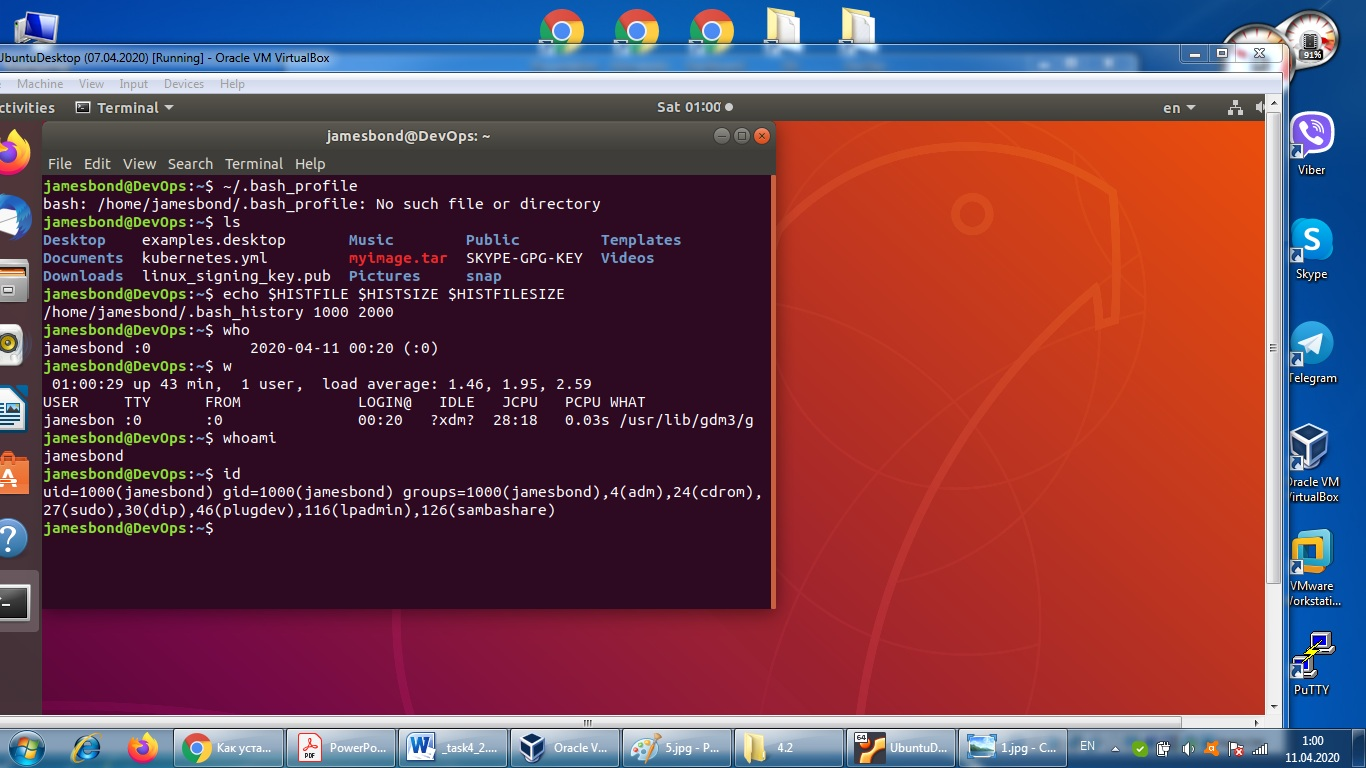 91%
UbuntuDesktop (07.04.2020) [Running] - Oracle VM VirtualBox
Machine View Input Devices Help
ctivities Terminal Sat 01:00 en
jamesbond@DevOps: ~
File Edit View Search Terminal Help
jamesbond@DevOps:~$ ~/.bash_profile
bash: /home/jamesbond/.bash_profile: No such file or directory
jamesbond@DevOps:~$ ls
Desktop examples.desktop Music Public Templates
Documents kubernetes.yml myimage.tar SKYPE-GPG-KEY Videos
Downloads linux_signing_key.pub Pictures snap
jamesbond@DevOps:~$ echo $HISTFILE $HISTSIZE $HISTFILESIZE
/home/jamesbond/.bash_history 1000 2000
jamesbond@DevOps:~$ who
jamesbond :0 2020-04-11 00:20 (:0)
jamesbond@DevOps:~$ w
01:00:29 up 43 min, 1 user, load average: 1.46, 1.95, 2.59
USER TTY FROM LOGIN@ IDLE JCPU PCPU WHAT
jamesbon :0 :0 00:20 ?xdm? 28:18 0.03s /usr/lib/gdm3/g
jamesbond@DevOps:~$ whoami
jamesbond
jamesbond@DevOps:~$ id
uid=1000(jamesbond) gid=1000(jamesbond) groups=1000(jamesbond),4(adm),24(cdrom),
27(sudo),30(dip),46(plugdev),116(lpadmin),126(sambashare)
jamesbond@DevOps:~$
Viber
Skype
Telegram
Oracle VM
VirtualBox
VMware
Workstati...
PuTTY
Как уста...
PowerPo...
_task4_2....
Oracle V...
5.jpg - P...
4.2
64
UbuntuD...
1.jpg - C...
EN
1:00
11.04.2020